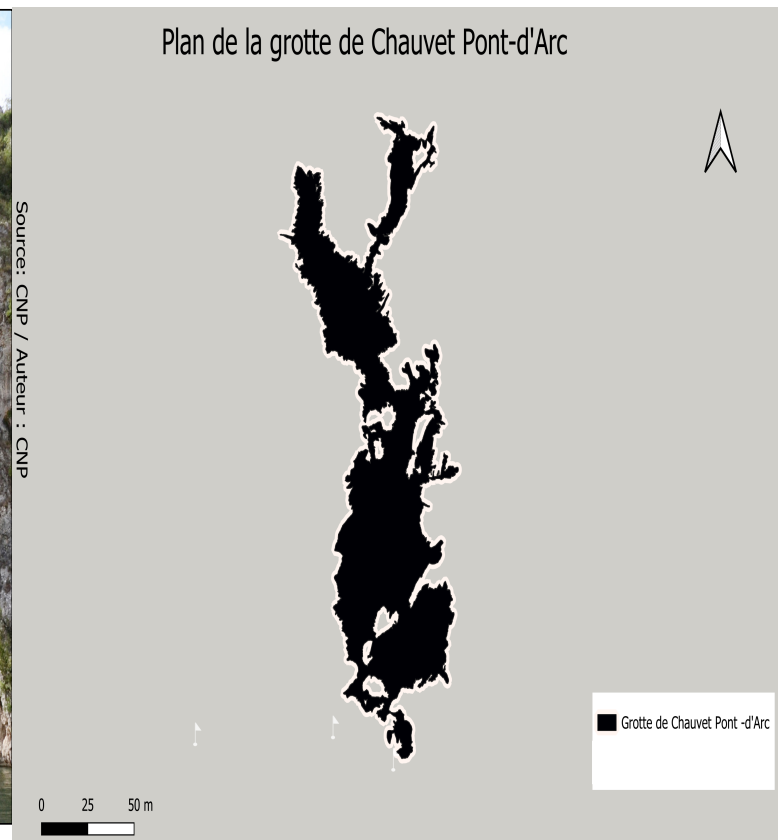 Plan de la grotte de Chauvet Pont-d'Arc
Source: CNP / Auteur : CNP
Grotte de Chauvet Pont -d'Arc
0 25 50 m